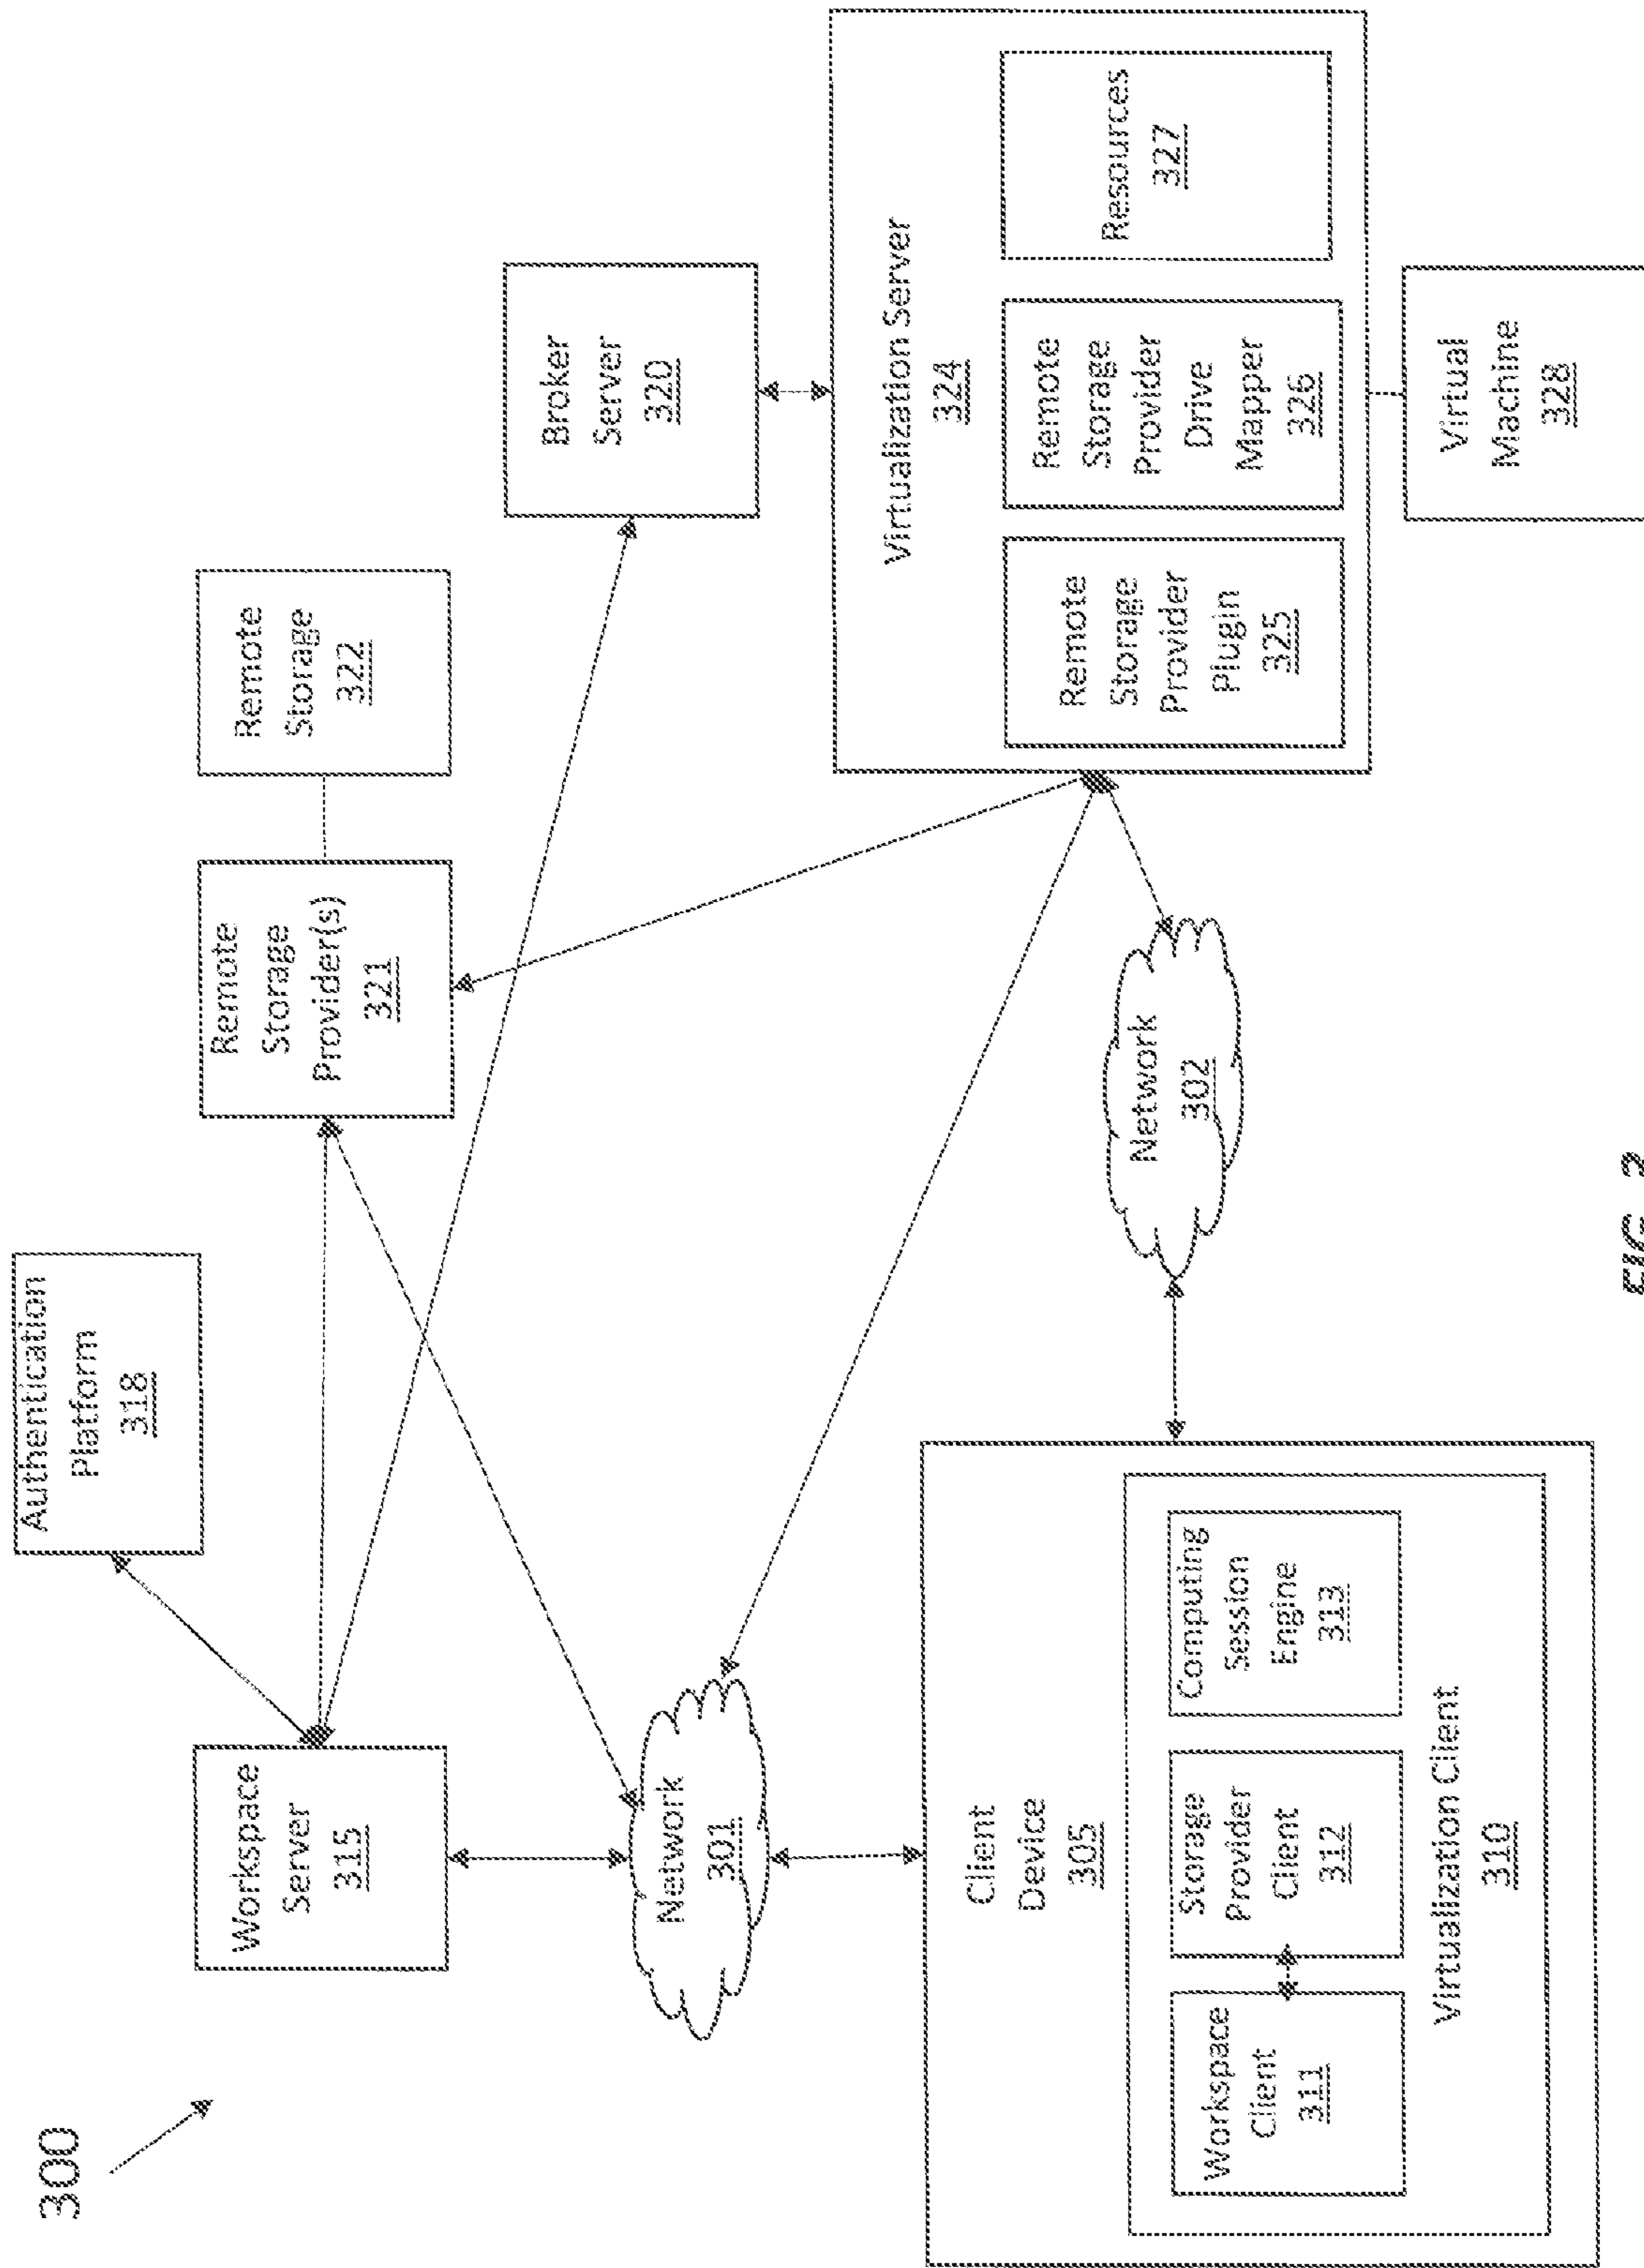 300
Authentication
Platform
318
Workspace
Server
315
Remote
Storage
Provider(s)
321
Remote
Storage
322
Broker
Server
320
Network
301
Client
Device
305
Workspace
Client
311
Storage
Provider
Client
312
Computing
Session
Engine
313
Virtualization Client
310
Network
302
Virtualization Server
324
Remote
Storage
Provider
Plugin
325
Remote
Storage
Provider
Drive
Mapper
326
Resources
327
Virtual
Machine
328
FIG.